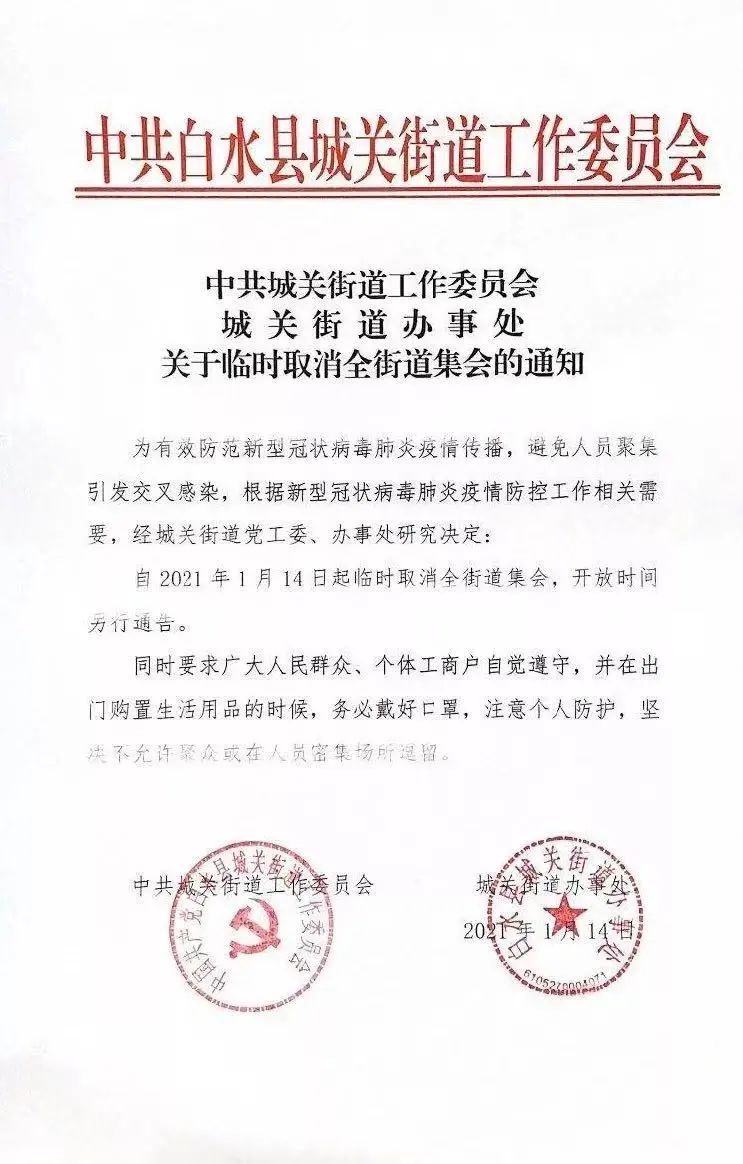 中共白水县城关街道工作委员会
中共城关街道工作委员会
城关街道办事处
关于临时取消全街道集会的通知
为有效防范新型冠状病毒肺炎疫情传播，避免人员聚集
引发交叉感染，根据新型冠状病毒肺炎疫情防控工作相关需
要，经城关街道党工委、办事处研究决定：
自2021年1月14日起临时取消全街道集会，开放时间
另行通告。
同时要求广大人民群众、个体工商户自觉遵守，并在出
门购置生活用品的时候，务必戴好口罩，注意个人防护，坚
决不允许聚众或在人员密集场所逗留。
中共城关街道工作委员会
城关街道办事处
2021年1月14日
中国共产党白水县城关街道工作委员会
白水县城关街道办事处
6105270004071